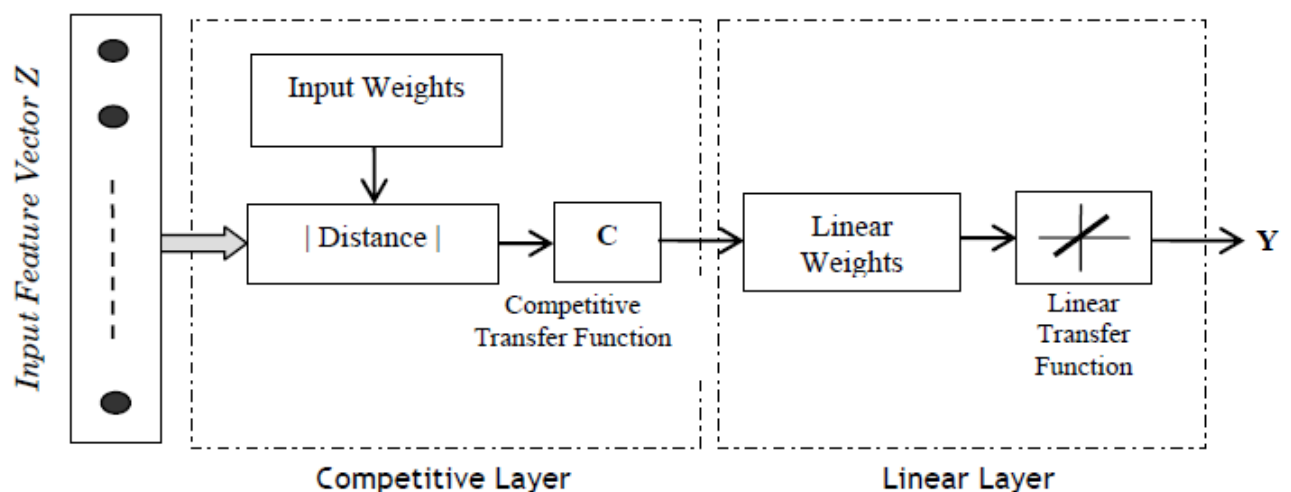 Input Feature Vector Z
Input Weights
| Distance |
C
Competitive
Transfer Function
Linear
Weights
Linear
Transfer
Function
Y
Competitive Layer
Linear Layer